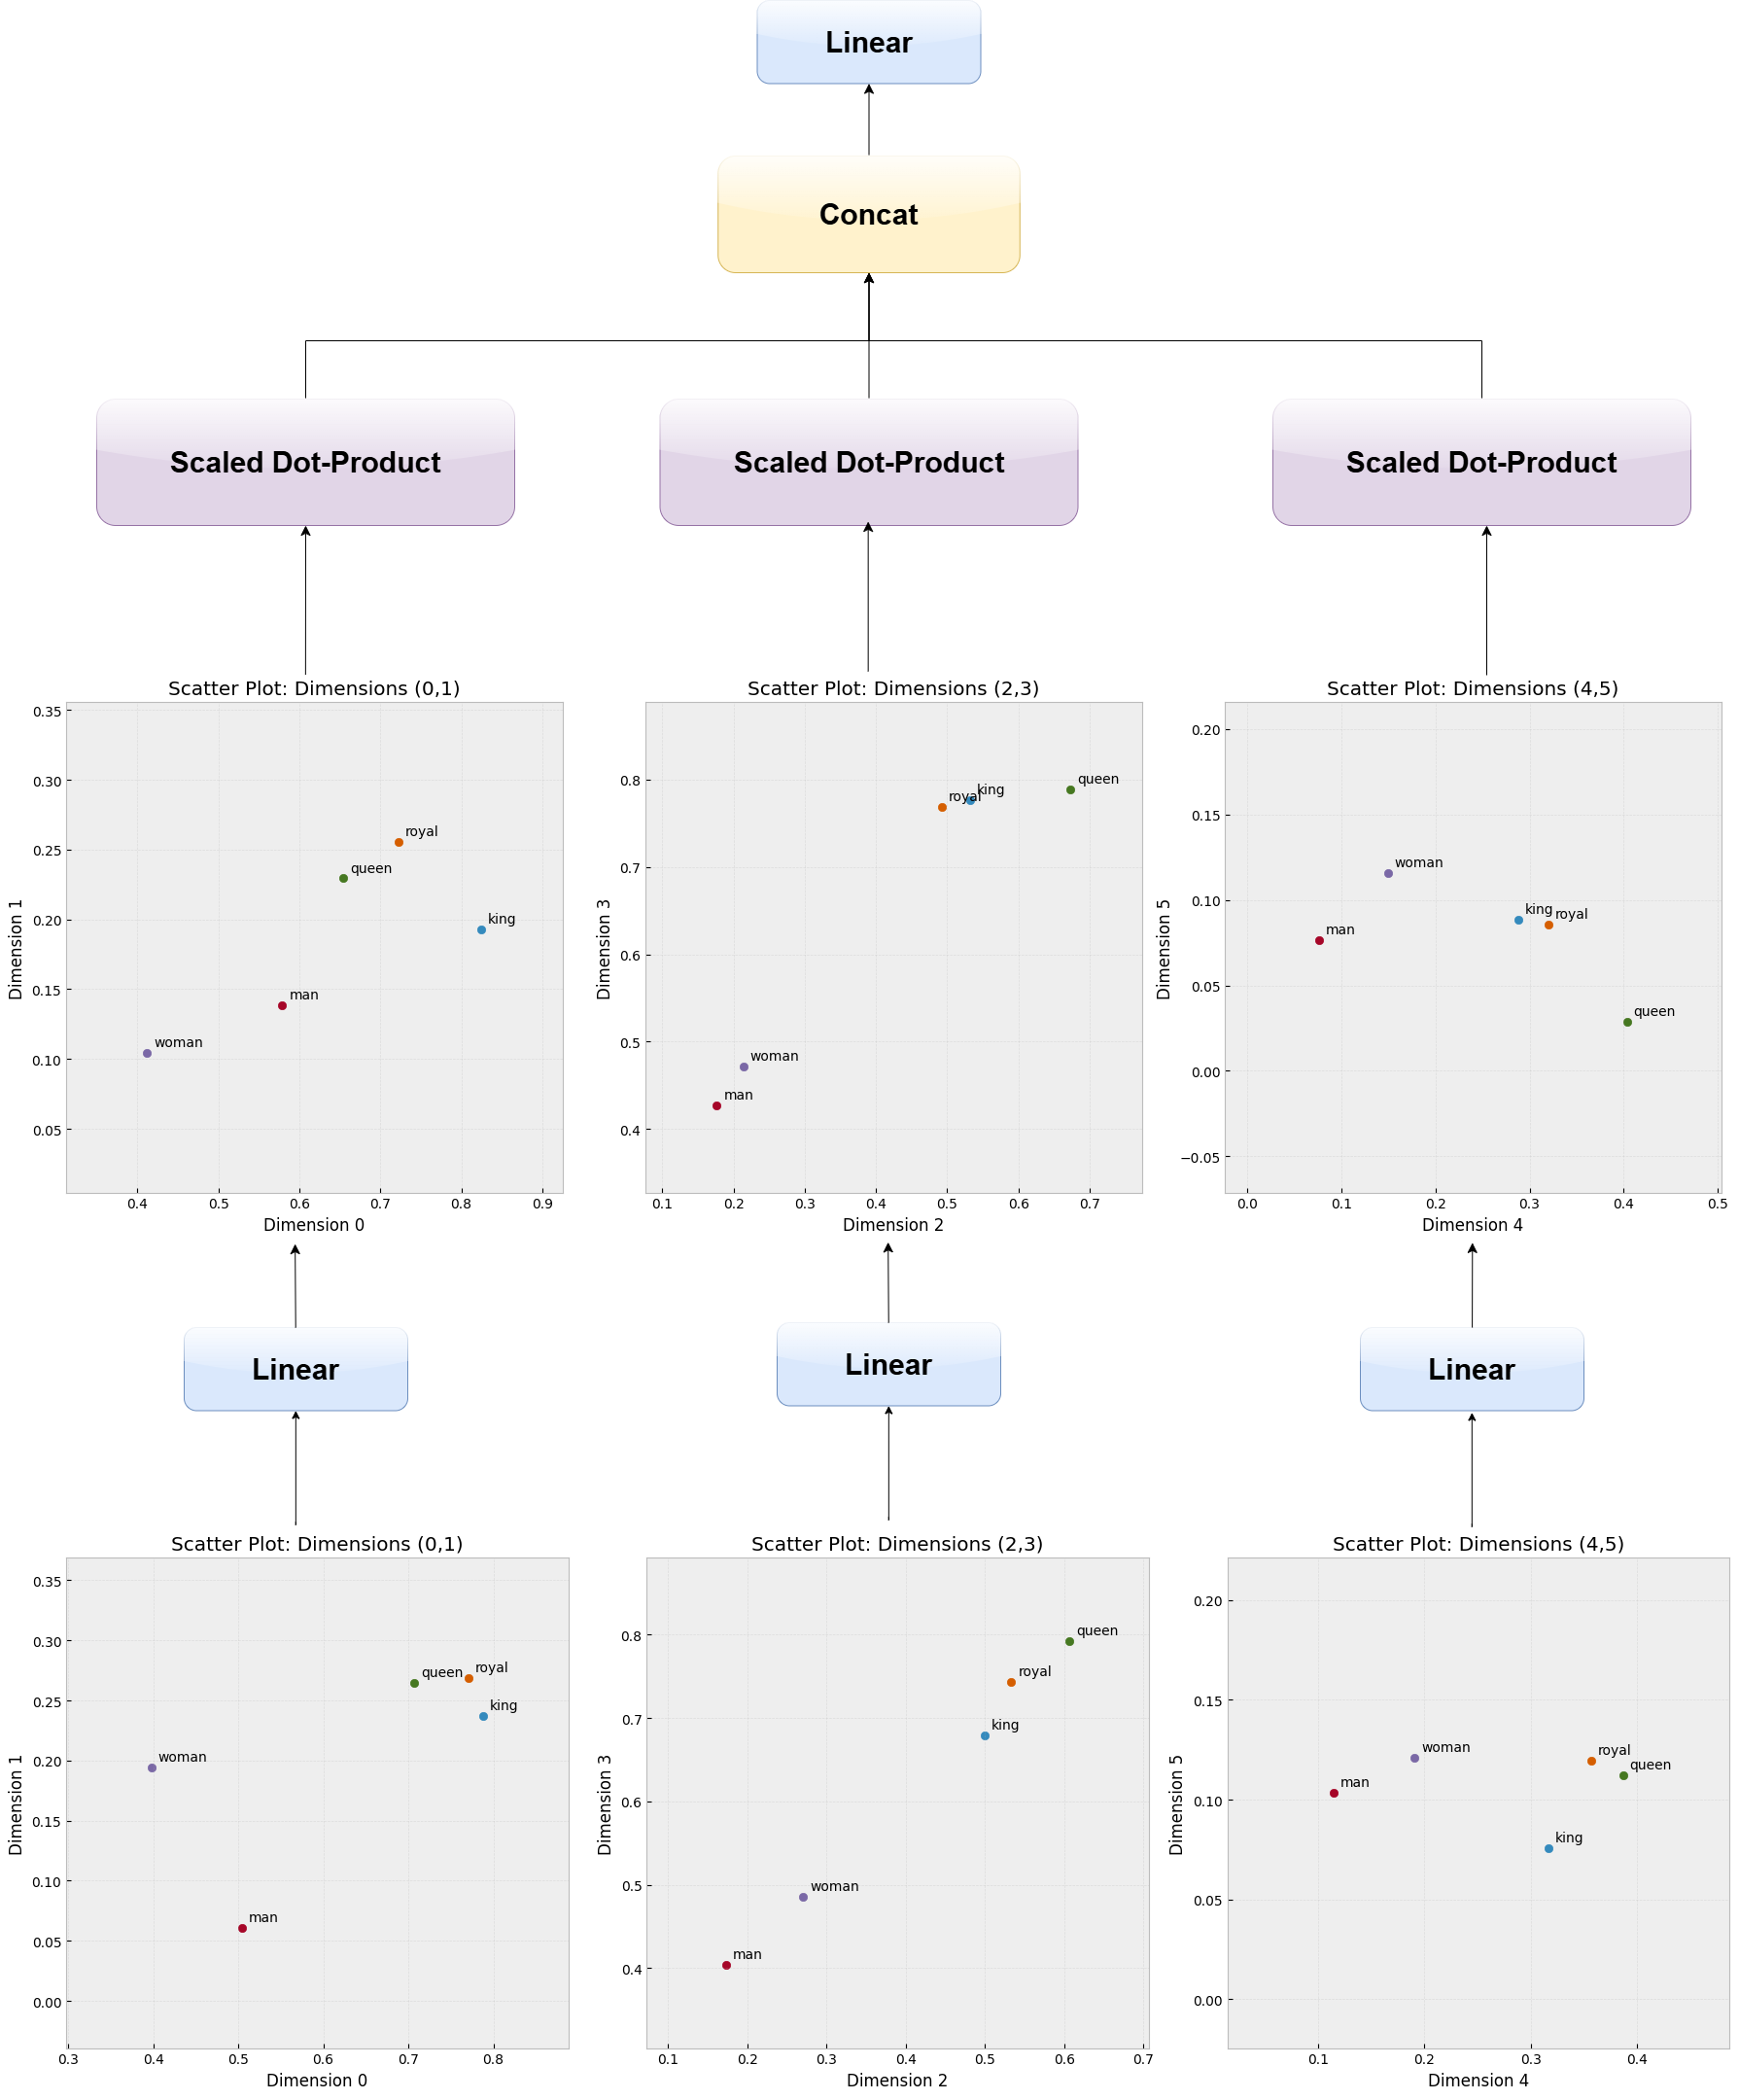 Linear
Concat
Scaled Dot-Product
Scaled Dot-Product
Scaled Dot-Product
Scatter Plot: Dimensions (0,1)
0.35
0.30
0.25
0.20
0.15
0.10
0.05
Dimension 1
royal
queen
king
man
woman
0.4 0.5 0.6 0.7 0.8 0.9
Dimension 0
Scatter Plot: Dimensions (2,3)
0.8
0.7
0.6
0.5
0.4
Dimension 3
queen
king
royal
woman
man
0.1 0.2 0.3 0.4 0.5 0.6 0.7
Dimension 2
Scatter Plot: Dimensions (4,5)
0.20
0.15
0.10
0.05
0.00
−0.05
Dimension 5
woman
king
royal
man
queen
0.0 0.1 0.2 0.3 0.4 0.5
Dimension 4
Linear
Linear
Linear
Scatter Plot: Dimensions (0,1)
0.35
0.30
0.25
0.20
0.15
0.10
0.05
0.00
Dimension 1
queen
royal
king
woman
man
0.3 0.4 0.5 0.6 0.7 0.8
Dimension 0
Scatter Plot: Dimensions (2,3)
0.8
0.7
0.6
0.5
0.4
Dimension 3
queen
royal
king
woman
man
0.1 0.2 0.3 0.4 0.5 0.6 0.7
Dimension 2
Scatter Plot: Dimensions (4,5)
0.20
0.15
0.10
0.05
0.00
Dimension 5
woman
royal
queen
man
king
0.1 0.2 0.3 0.4
Dimension 4